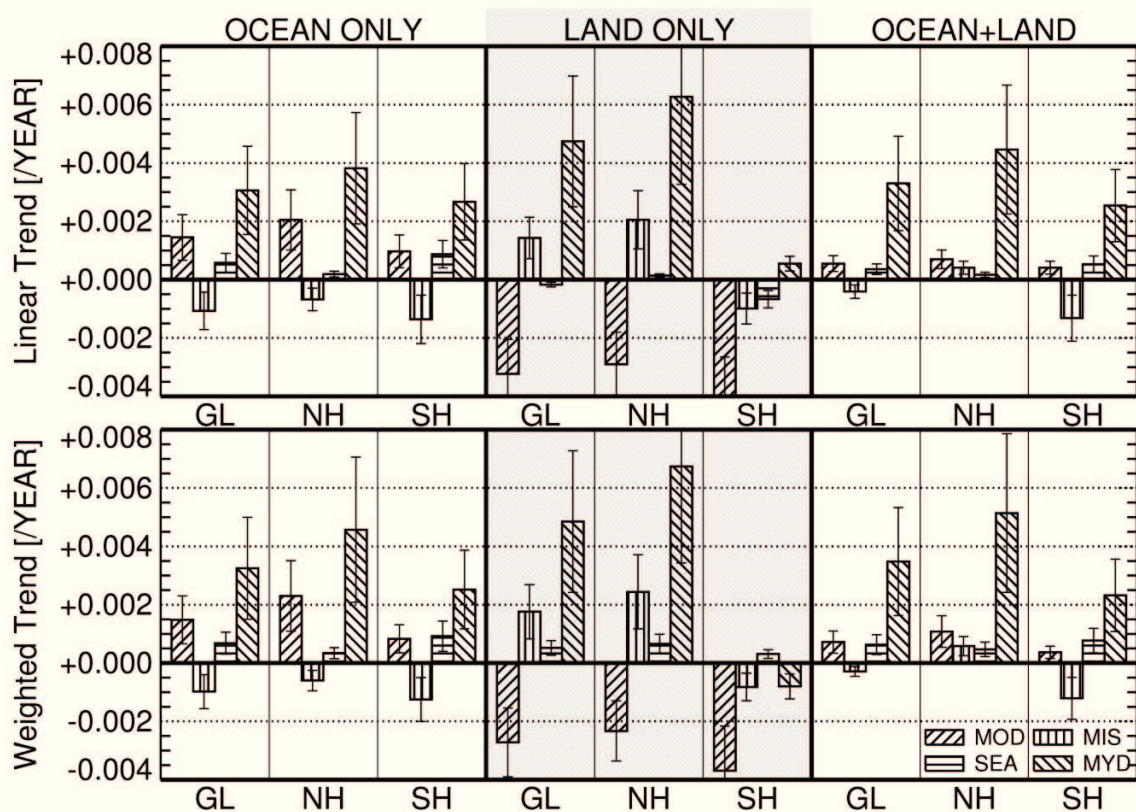 OCEAN ONLY LAND ONLY OCEAN+LAND
Linear Trend [/YEAR]
+0.008
+0.006
+0.004
+0.002
+0.000
-0.002
-0.004
GL NH SH GL NH SH GL NH SH
Weighted Trend [/YEAR]
+0.008
+0.006
+0.004
+0.002
+0.000
-0.002
-0.004
MOD MIS
SEA MYD
GL NH SH GL NH SH GL NH SH